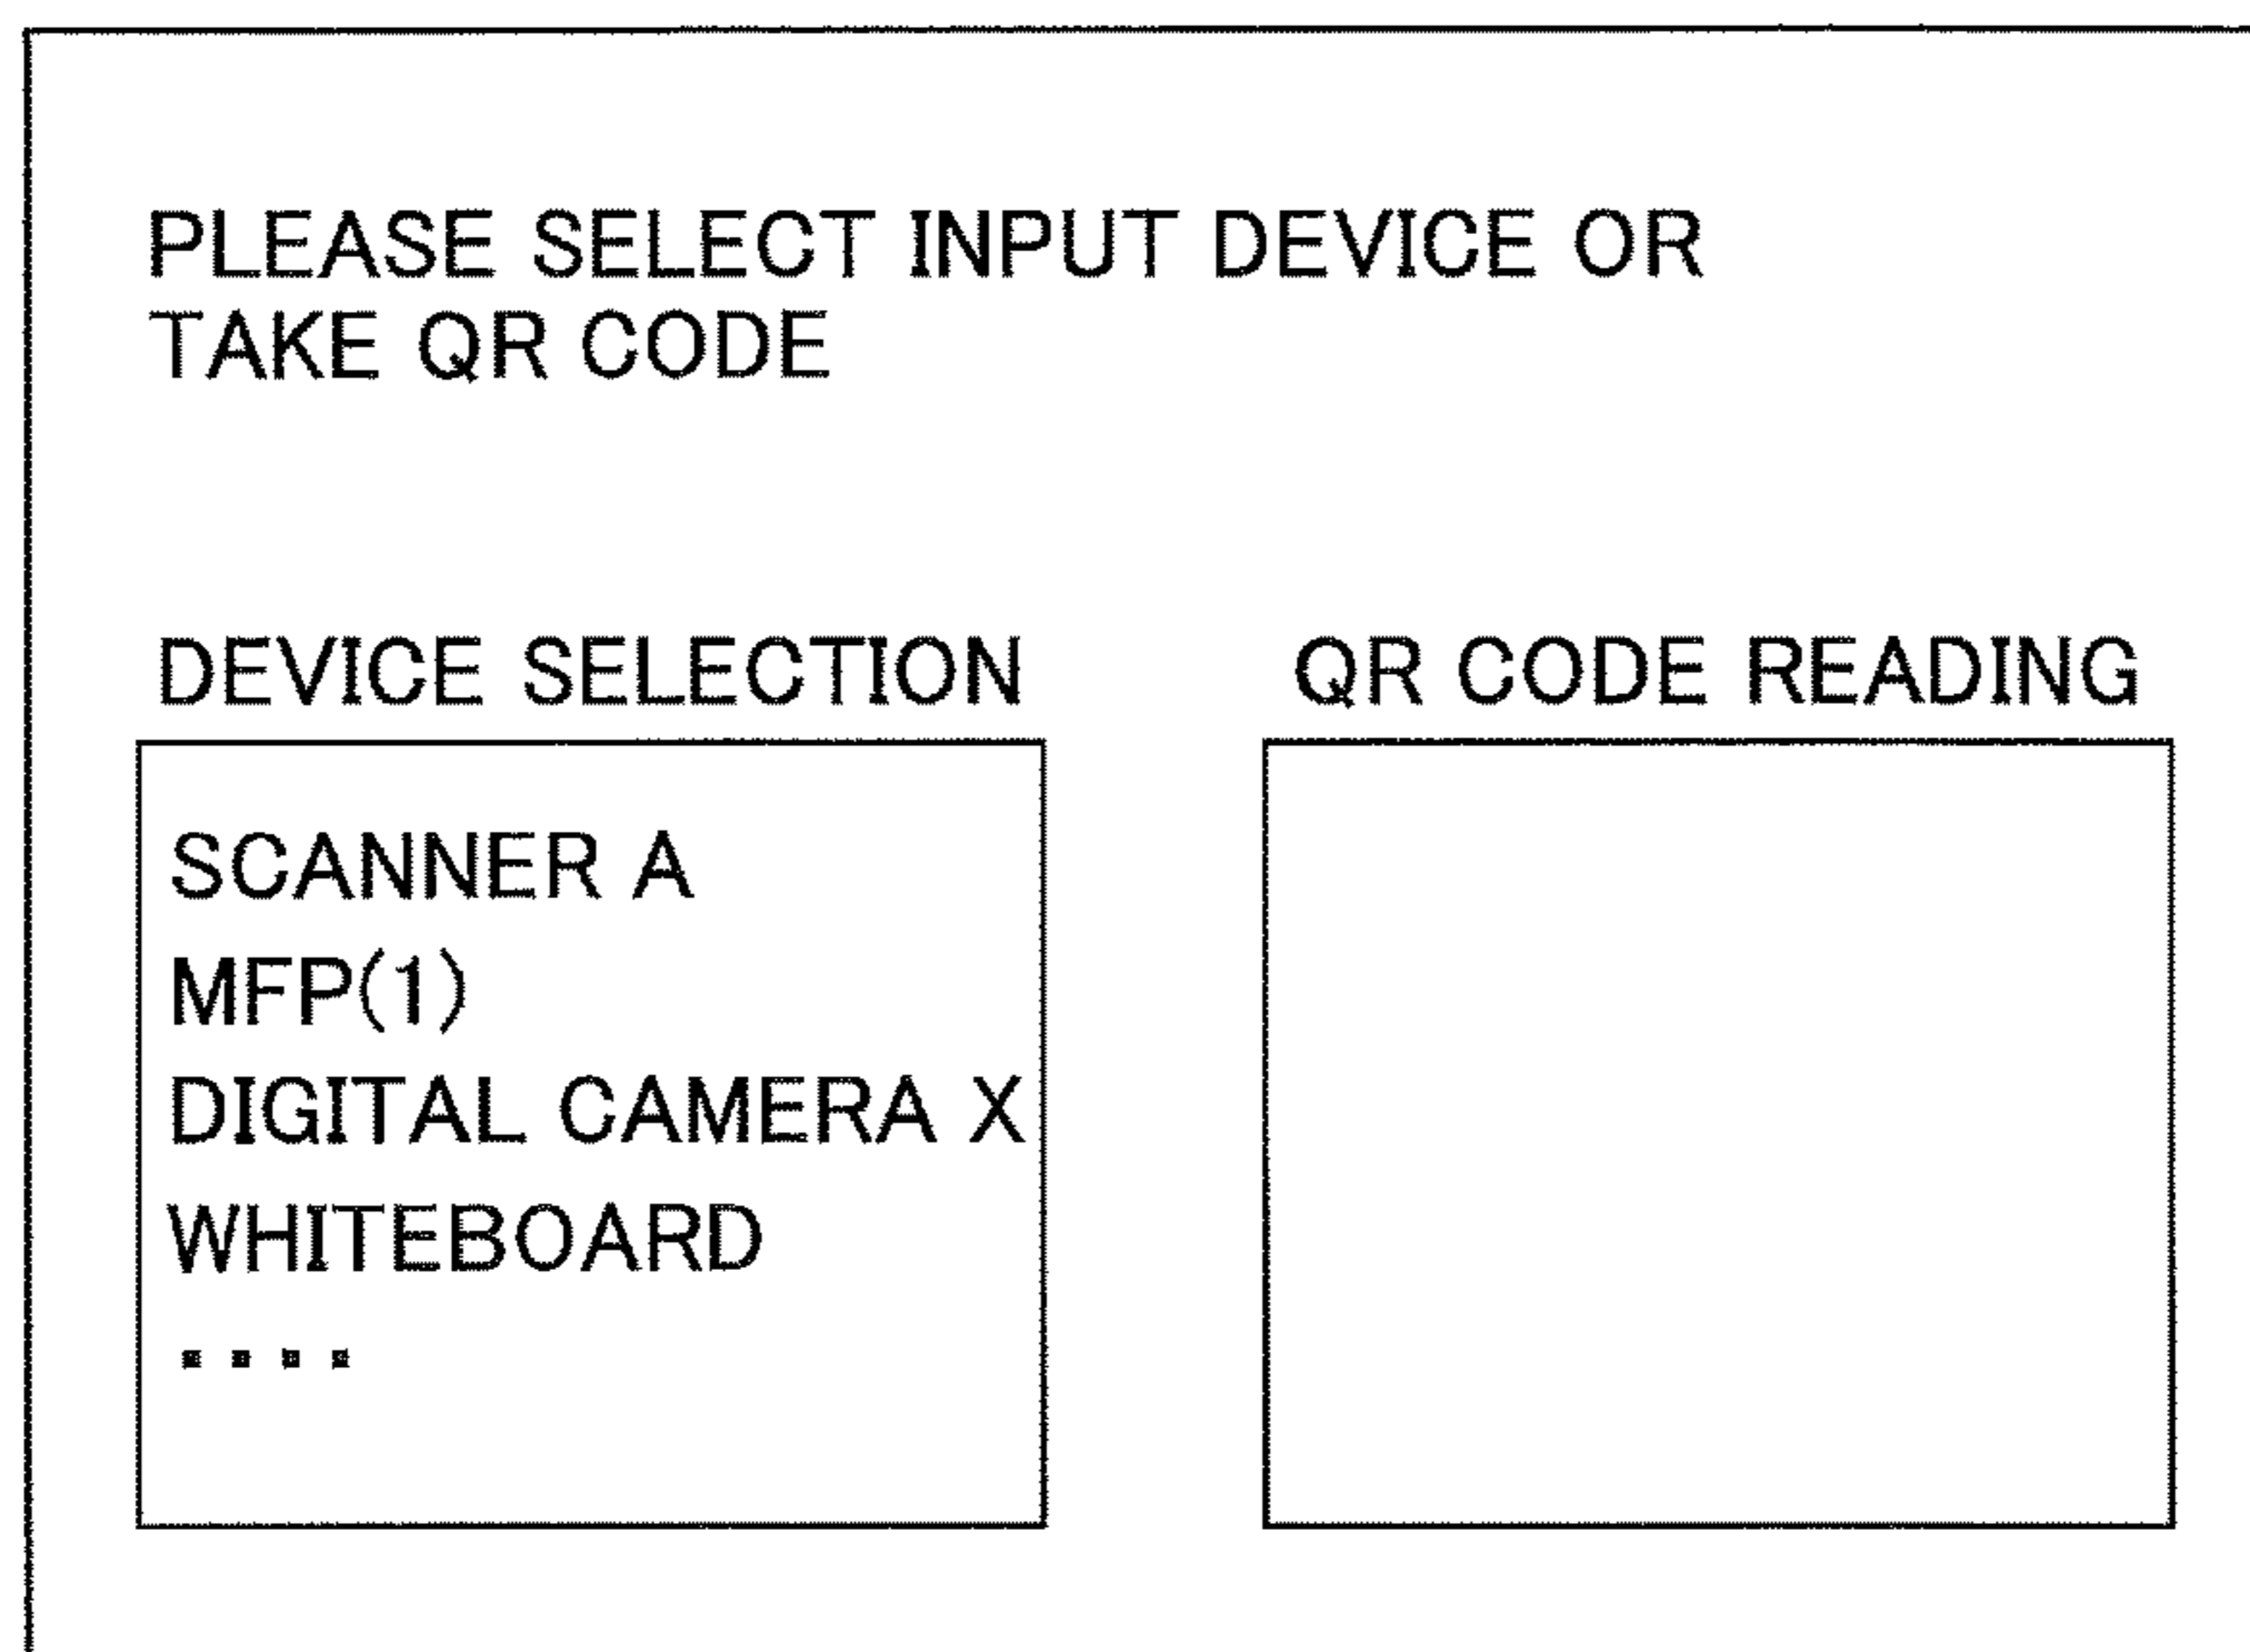 PLEASE SELECT INPUT DEVICE OR
TAKE QR CODE
DEVICE SELECTION
QR CODE READING
SCANNER A
MFP(1)
DIGITAL CAMERA X
WHITEBOARD
····